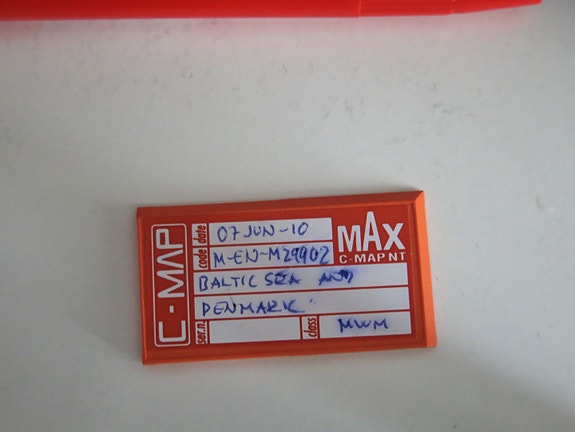 C-MAP
date 07 JUN-10
code M-EN-M29902
MAX
C-MAP NT
BALTIC SEA AND
DENMARK
ser.n.
class MWM